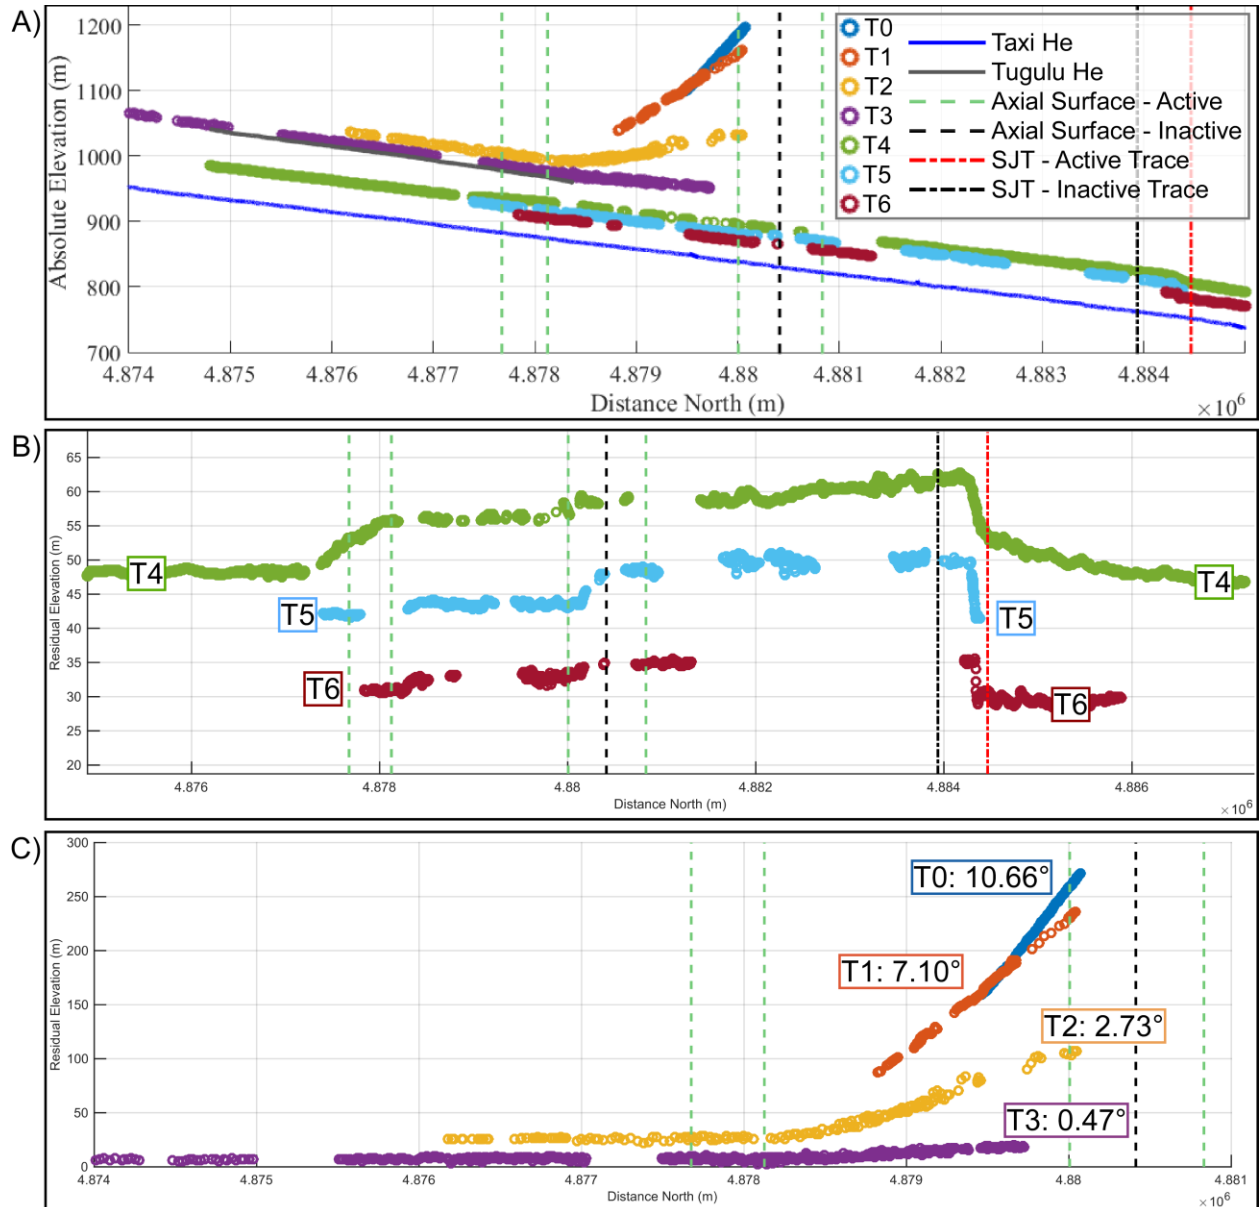 A)
1200
1100
1000
900
800
700
Absolute Elevation (m)
4.874
4.875
4.876
4.877
4.878
4.879
4.88
4.881
4.882
4.883
4.884
Distance North (m)
×10⁶
T0
T1
T2
T3
T4
T5
T6
Taxi He
Tugulu He
Axial Surface - Active
Axial Surface - Inactive
SJT - Active Trace
SJT - Inactive Trace
B)
65
60
55
50
45
40
35
30
25
20
Residual Elevation (m)
T4
T5
T6
T4
T5
T6
4.876
4.878
4.88
4.882
4.884
4.886
Distance North (m)
×10⁶
C)
300
250
200
150
100
50
0
Residual Elevation (m)
T0: 10.66°
T1: 7.10°
T2: 2.73°
T3: 0.47°
4.874
4.875
4.876
4.877
4.878
4.879
4.88
4.881
Distance North (m)
×10⁶